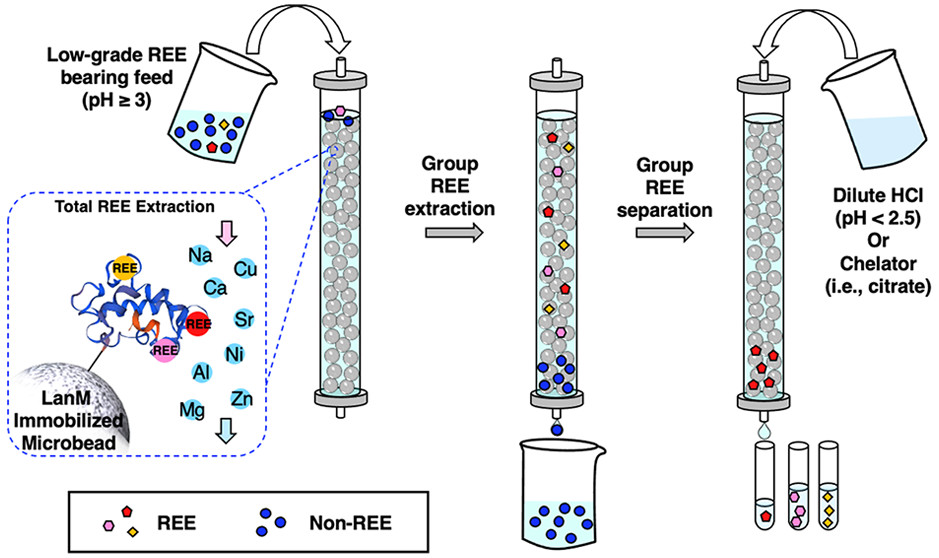 Low-grade REE
bearing feed
(pH ≥ 3)
Total REE Extraction
REE
REE
REE
Na
Cu
Ca
Sr
Ni
Al
Zn
Mg
LanM
Immobilized
Microbead
Group
REE
extraction
Group
REE
separation
Dilute HCl
(pH < 2.5)
Or
Chelator
(i.e., citrate)
REE
Non-REE